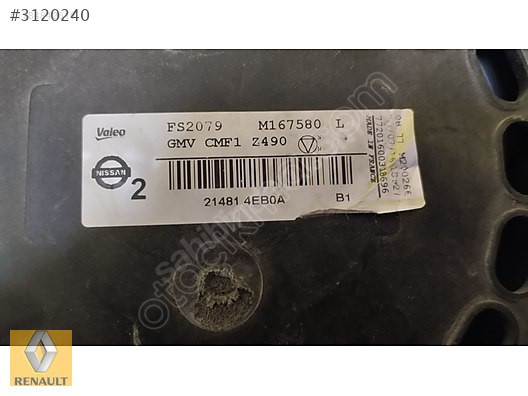 #3120240
Valeo
FS2079 M167580 L
GMV CMF1 Z490
NISSAN
2
21481 4EB0A B1
MADE IN FRANCE
RENAULT